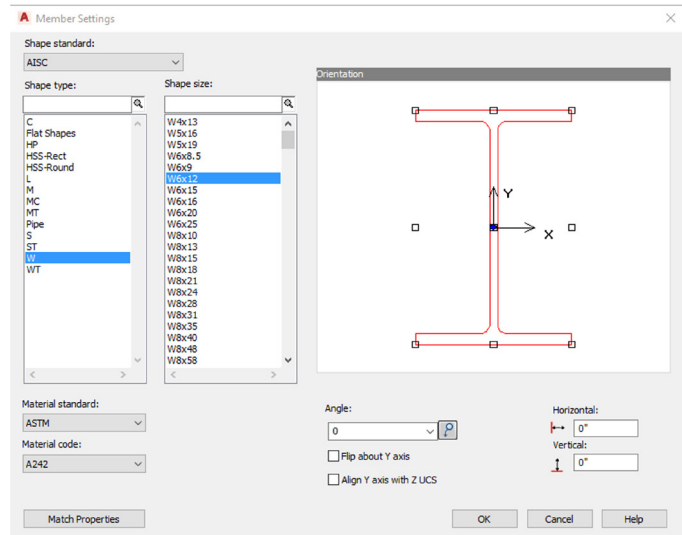 Member Settings
Shape standard:
AISC
Shape type:
Shape size:
Orientation
C
Flat Shapes
HP
HSS-Rect
HSS-Round
L
M
MC
MT
Pipe
S
ST
W
WT
W4x13
W5x16
W5x19
W6x8.5
W6x9
W6x12
W6x15
W6x16
W6x20
W6x25
W8x10
W8x13
W8x15
W8x18
W8x21
W8x24
W8x28
W8x31
W8x35
W8x40
W8x48
W8x58
Y
X
Material standard:
ASTM
Material code:
A242
Angle:
0
Flip about Y axis
Align Y axis with Z UCS
Horizontal:
0"
Vertical:
0"
Match Properties
OK
Cancel
Help